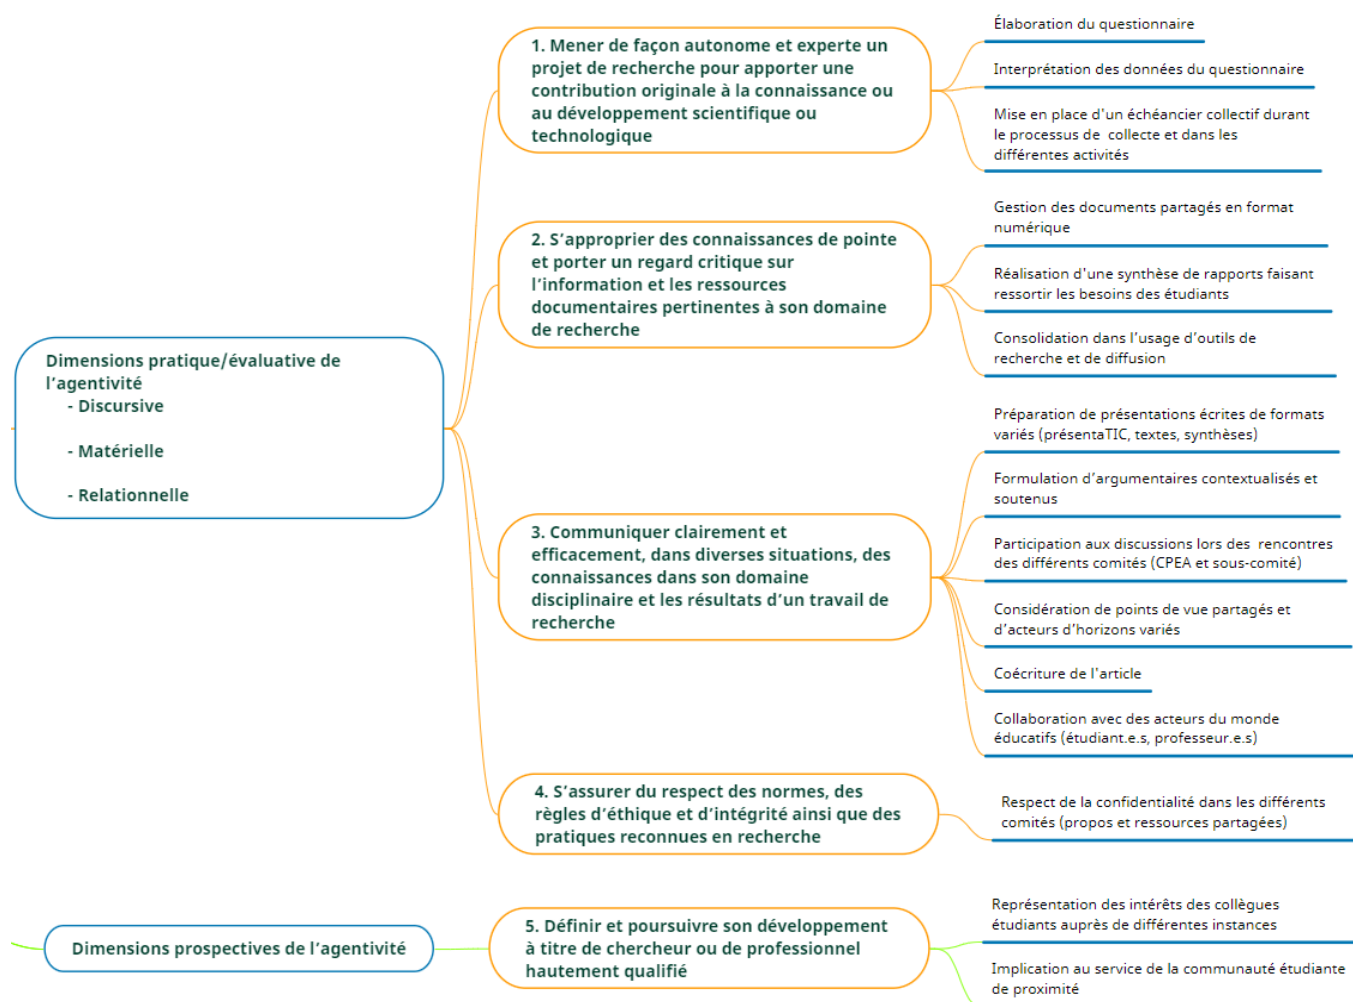 Dimensions pratique/évaluative de
l’agentivité
- Discursive
- Matérielle
- Relationnelle
1. Mener de façon autonome et experte un
projet de recherche pour apporter une
contribution originale à la connaissance ou
au développement scientifique ou
technologique
Élaboration du questionnaire
Interprétation des données du questionnaire
Mise en place d'un échéancier collectif durant
le processus de  collecte et dans les
différentes activités
2. S’approprier des connaissances de pointe
et porter un regard critique sur
l’information et les ressources
documentaires pertinentes à son domaine
de recherche
Gestion des documents partagés en format
numérique
Réalisation d'une synthèse de rapports faisant
ressortir les besoins des étudiants
Consolidation dans l’usage d’outils de
recherche et de diffusion
3. Communiquer clairement et
efficacement, dans diverses situations, des
connaissances dans son domaine
disciplinaire et les résultats d’un travail de
recherche
Préparation de présentations écrites de formats
variés (présentaTIC, textes, synthèses)
Formulation d’argumentaires contextualisés et
soutenus
Participation aux discussions lors des  rencontres
des différents comités (CPEA et sous-comité)
Considération de points de vue partagés et
d’acteurs d’horizons variés
Coécriture de l'article
Collaboration avec des acteurs du monde
éducatifs (étudiant.e.s, professeur.e.s)
4. S’assurer du respect des normes, des
règles d’éthique et d’intégrité ainsi que des
pratiques reconnues en recherche
Respect de la confidentialité dans les différents
comités (propos et ressources partagées)
Dimensions prospectives de l’agentivité
5. Définir et poursuivre son développement
à titre de chercheur ou de professionnel
hautement qualifié
Représentation des intérêts des collègues
étudiants auprès de différentes instances
Implication au service de la communauté étudiante
de proximité